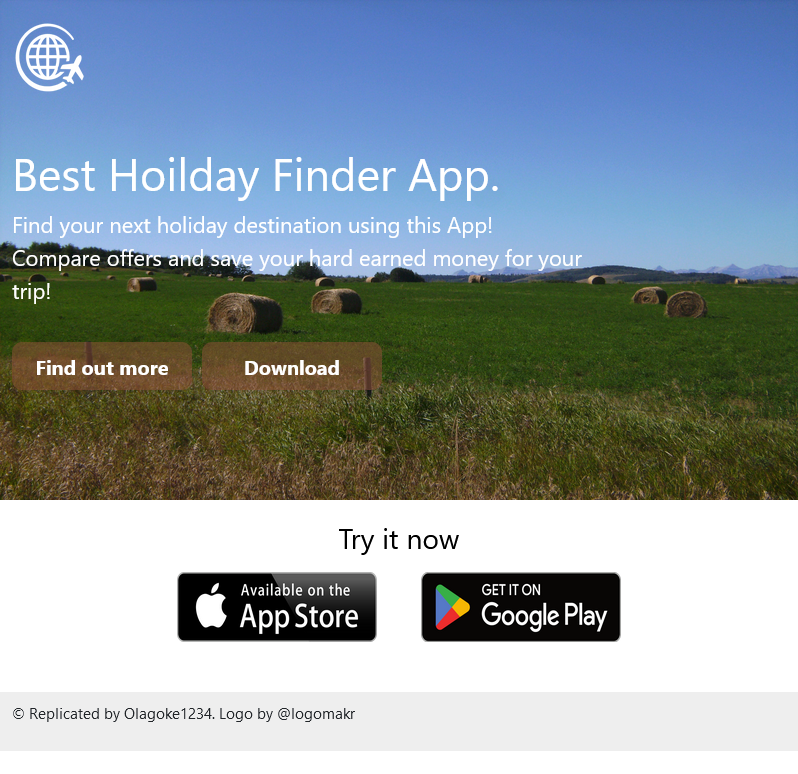 Best Hoilday Finder App.
Find your next holiday destination using this App!
Compare offers and save your hard earned money for your
trip!
Find out more
Download
Try it now
Available on the
App Store
GET IT ON
Google Play
© Replicated by Olagoke1234. Logo by @logomakr